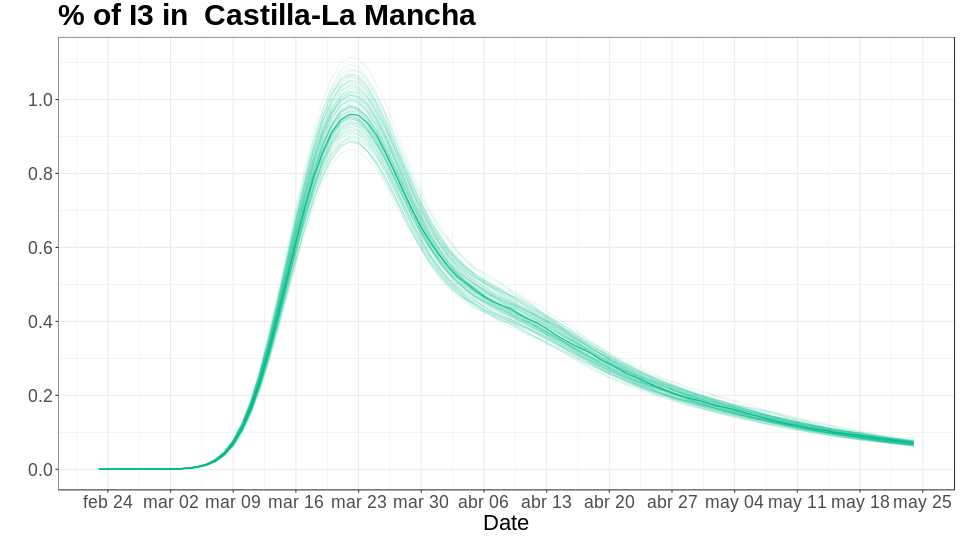 % of I3 in  Castilla-La Mancha
1.0
0.8
0.6
0.4
0.2
0.0
feb 24 mar 02 mar 09 mar 16 mar 23 mar 30 abr 06 abr 13 abr 20 abr 27 may 04 may 11 may 18 may 25
Date